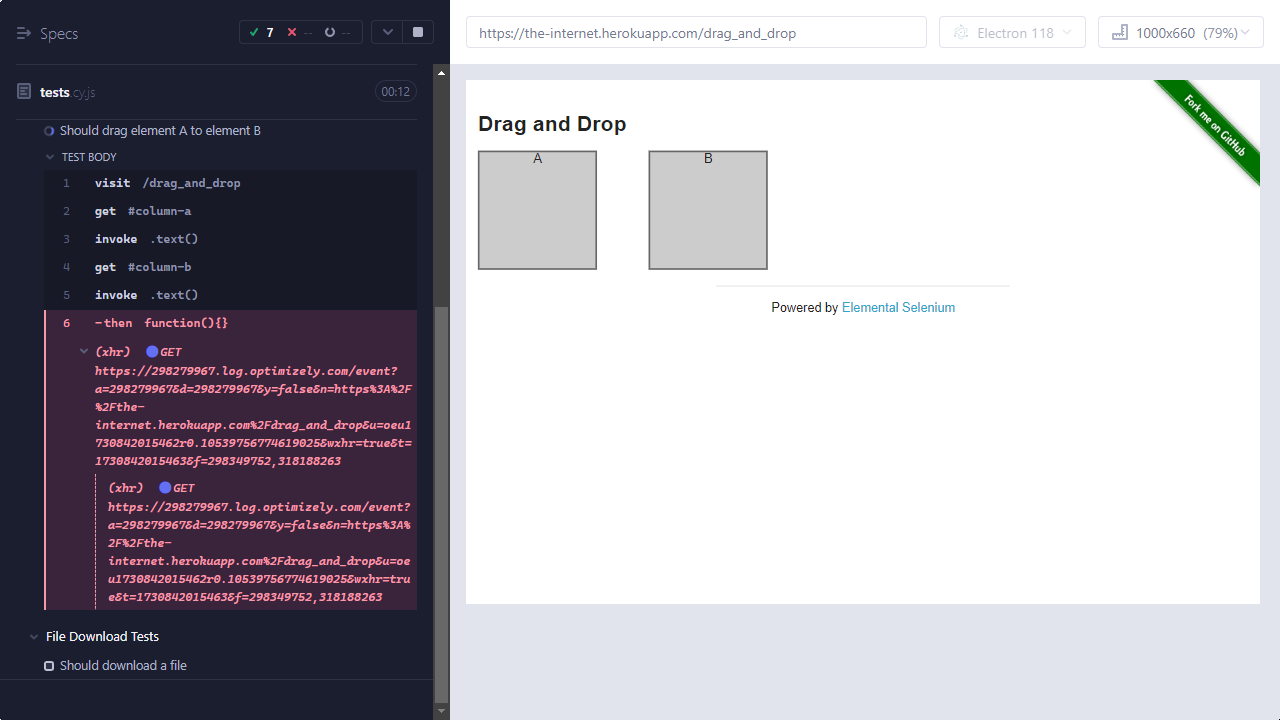 Specs
7
--
--
tests.cy.js
00:12
Should drag element A to element B
TEST BODY
1 visit /drag_and_drop
2 get #column-a
3 invoke .text()
4 get #column-b
5 invoke .text()
6 -then function(){}
(xhr) GET
https://298279967.log.optimizely.com/event?
a=298279967&d=298279967&y=false&n=https%3A%2F
%2Fthe-
internet.herokuapp.com%2Fdrag_and_drop&u=oeu1
730842015462r0.10539756774619025&wxhr=true&t=
1730842015463&f=298349752,318188263
(xhr) GET
https://298279967.log.optimizely.com/event?
a=298279967&d=298279967&y=false&n=https%3A%
2F%2Fthe-
internet.herokuapp.com%2Fdrag_and_drop&u=oe
u1730842015462r0.10539756774619025&wxhr=tru
e&t=1730842015463&f=298349752,318188263
File Download Tests
Should download a file
https://the-internet.herokuapp.com/drag_and_drop
Electron 118
1000x660 (79%)
Fork me on GitHub
Drag and Drop
A
B
Powered by Elemental Selenium